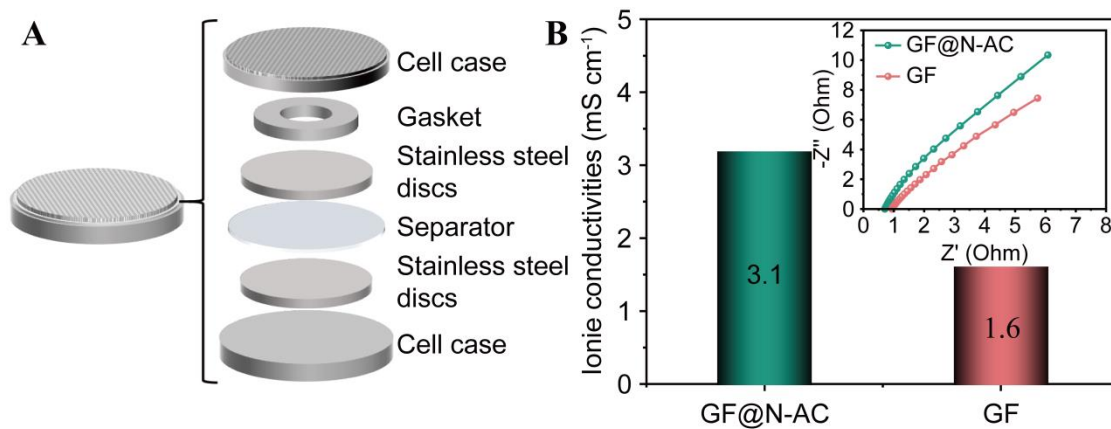 A
Cell case
Gasket
Stainless steel
discs
Separator
Stainless steel
discs
Cell case
B
Ionie conductivities (mS cm⁻¹)
5
4
3
2
1
0
3.1
1.6
GF@N-AC
GF
-Z'' (Ohm)
12
10
8
6
4
2
0
GF@N-AC
GF
0 1 2 3 4 5 6 7 8
Z' (Ohm)